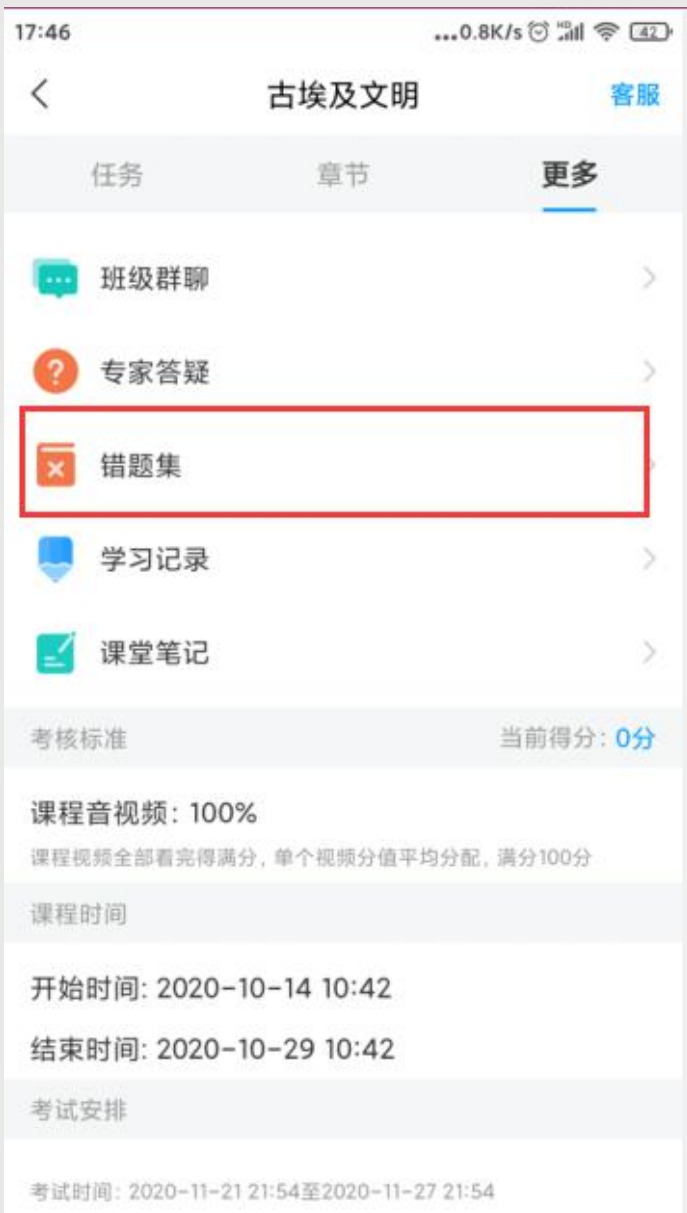 17:46 ...0.8K/s HD 42
古埃及文明 客服
任务 章节 更多
班级群聊
专家答疑
错题集
学习记录
课堂笔记
考核标准 当前得分: 0分
课程音视频: 100%
课程视频全部看完得满分, 单个视频分值平均分配, 满分100分
课程时间
开始时间: 2020-10-14 10:42
结束时间: 2020-10-29 10:42
考试安排
考试时间: 2020-11-21 21:54至2020-11-27 21:54